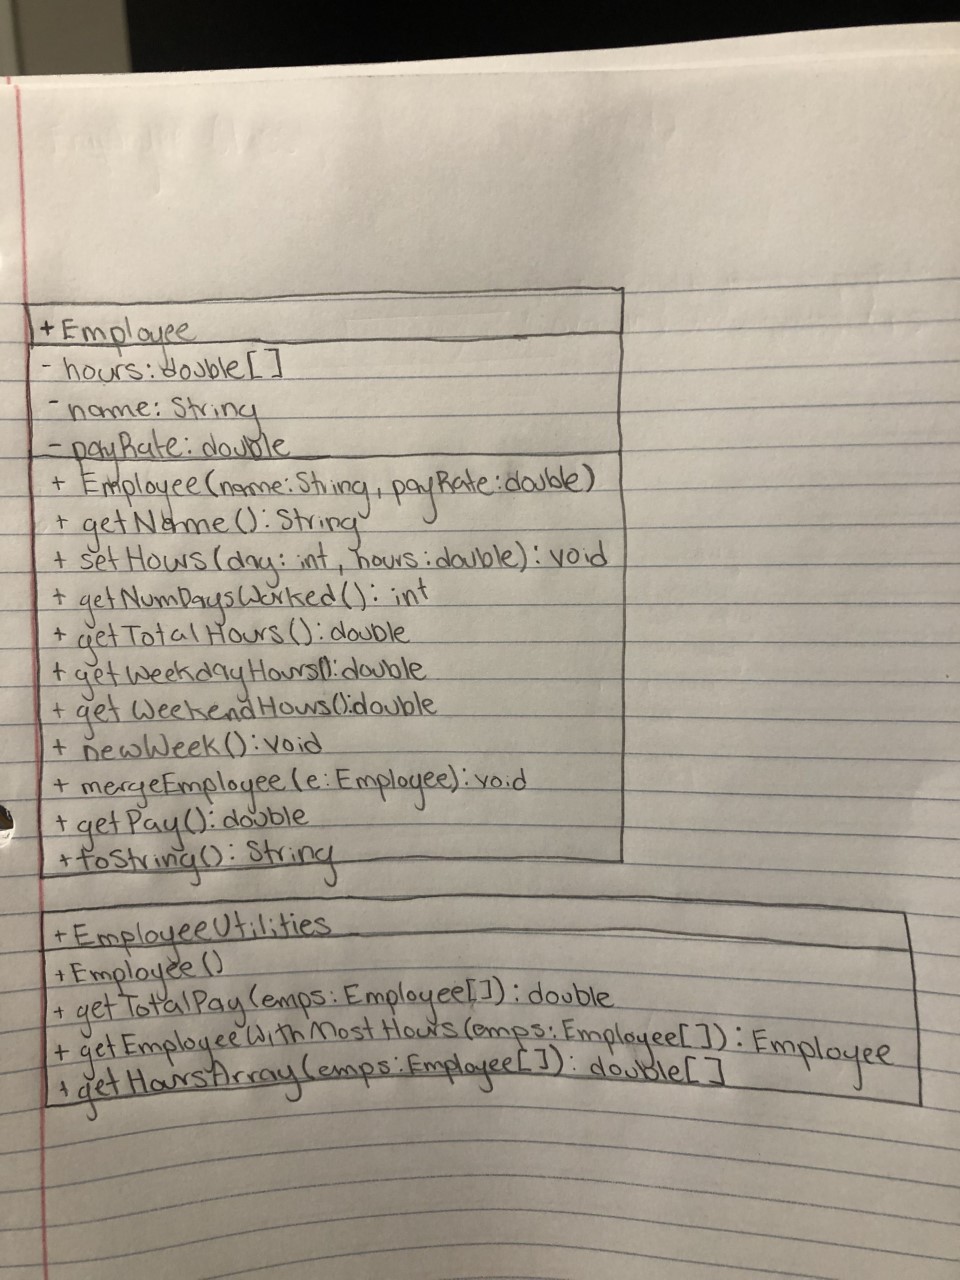 + Employee
- hours: double[]
- name: String
- payRate: double
+ Employee(name: String, payRate: double)
+ getName(): String
+ setHours(day: int, hours: double): void
+ getNumDaysWorked(): int
+ getTotalHours(): double
+ getWeekdayHours(): double
+ getWeekendHours(): double
+ newWeek(): void
+ mergeEmployee(e: Employee): void
+ getPay(): double
+ toString(): String
+ EmployeeUtilities
+ Employee()
+ getTotalPay(emps: Employee[]): double
+ getEmployeeWithMostHours(emps: Employee[]): Employee
+ getHoursArray(emps: Employee[]): double[]